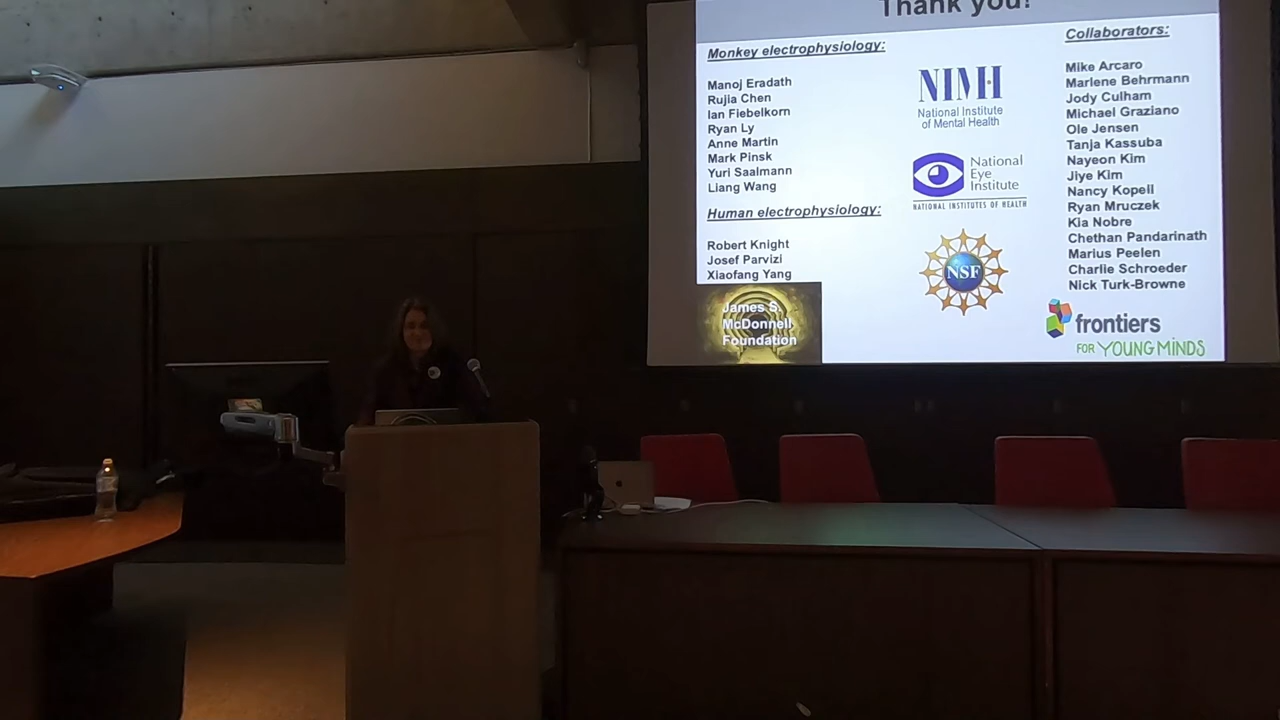 Thank you!
Monkey electrophysiology:
Manoj Eradath
Rujia Chen
Ian Fiebelkorn
Ryan Ly
Anne Martin
Mark Pinsk
Yuri Saalmann
Liang Wang
Human electrophysiology:
Robert Knight
Josef Parvizi
Xiaofang Yang
James S.
McDonnell
Foundation
NIMH
National Institute
of Mental Health
National
Eye
Institute
NATIONAL INSTITUTES OF HEALTH
NSF
Collaborators:
Mike Arcaro
Marlene Behrmann
Jody Culham
Michael Graziano
Ole Jensen
Tanja Kassuba
Nayeon Kim
Jiye Kim
Nancy Kopell
Ryan Mruczek
Kia Nobre
Chethan Pandarinath
Marius Peelen
Charlie Schroeder
Nick Turk-Browne
frontiers
FOR YOUNG MINDS